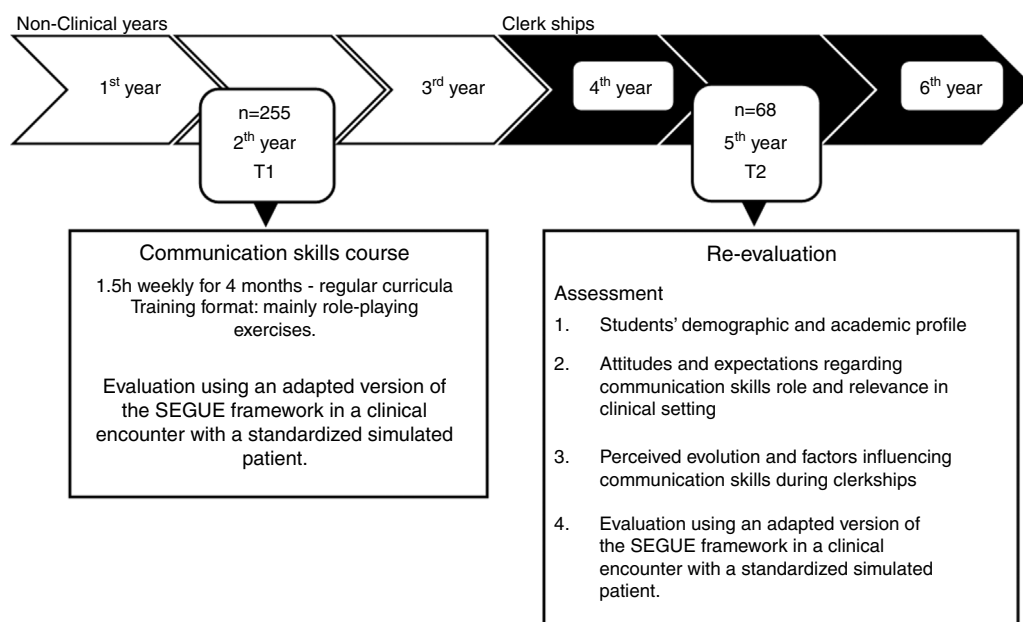 Non-Clinical years
Clerk ships
1st year
3rd year
4th year
6th year
n=255
2th year
T1
n=68
5th year
T2
Communication skills course
1.5h weekly for 4 months - regular curricula
Training format: mainly role-playing
exercises.
Evaluation using an adapted version of
the SEGUE framework in a clinical
encounter with a standardized simulated
patient.
Re-evaluation
Assessment
1. Students’ demographic and academic profile
2. Attitudes and expectations regarding
communication skills role and relevance in
clinical setting
3. Perceived evolution and factors influencing
communication skills during clerkships
4. Evaluation using an adapted version of
the SEGUE framework in a clinical
encounter with a standardized simulated
patient.